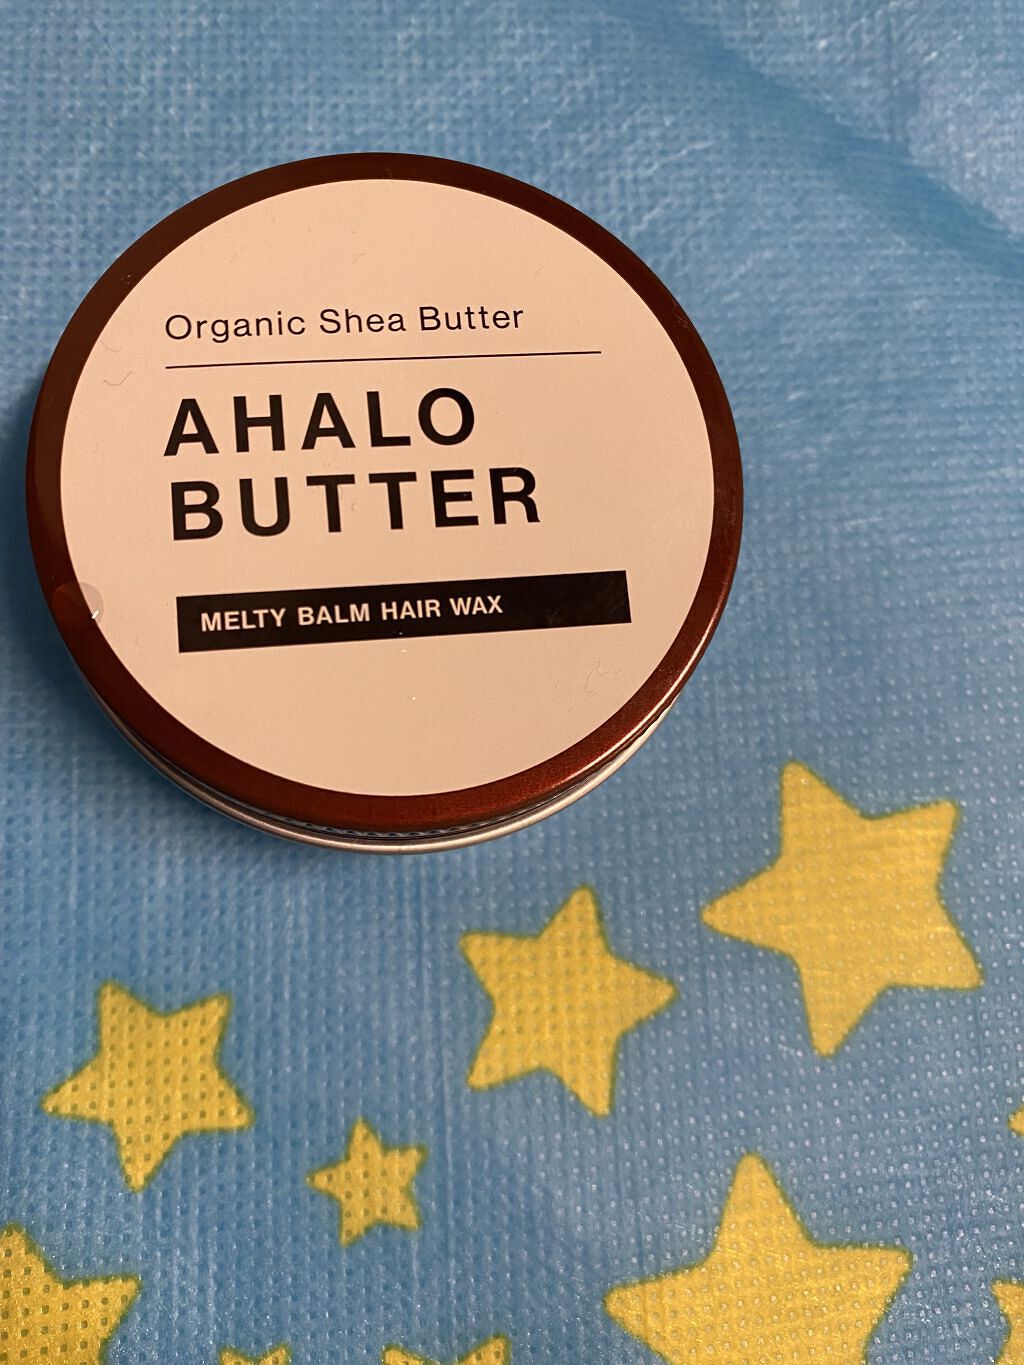 Organic Shea Butter
AHALO
BUTTER
MELTY BALM HAIR WAX